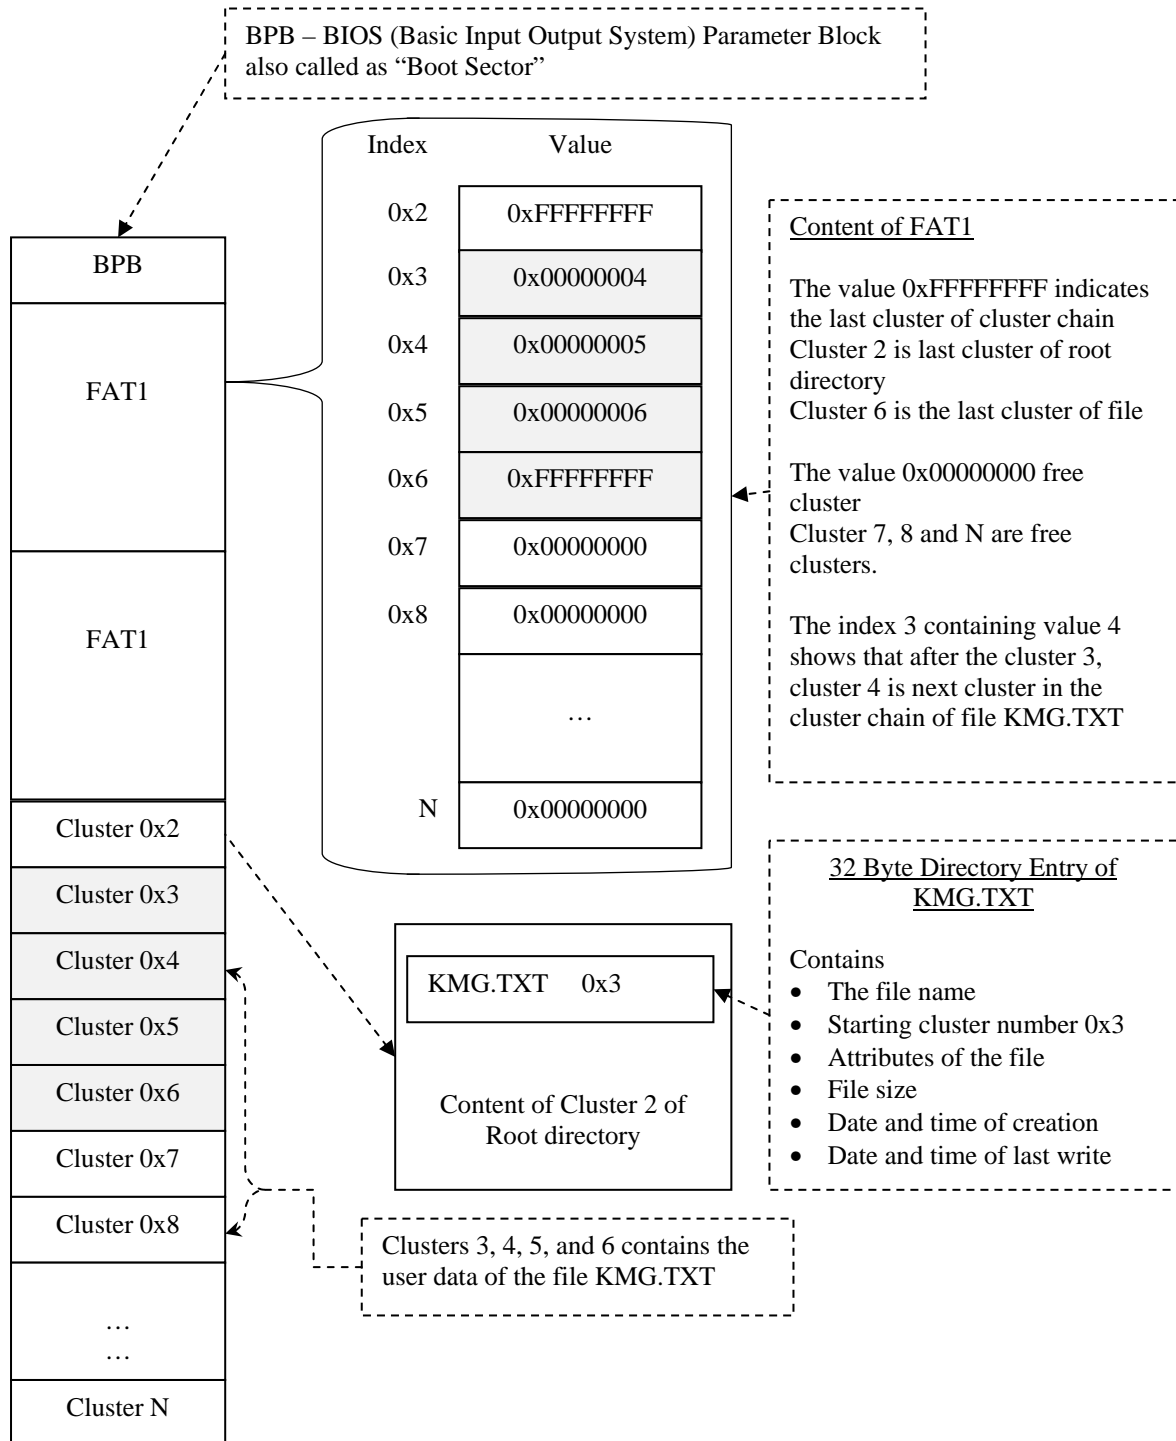 BPB – BIOS (Basic Input Output System) Parameter Block
also called as “Boot Sector”
Index Value
0x2 0xFFFFFFFF
0x3 0x00000004
0x4 0x00000005
0x5 0x00000006
0x6 0xFFFFFFFF
0x7 0x00000000
0x8 0x00000000
…
N 0x00000000
Content of FAT1
The value 0xFFFFFFFF indicates
the last cluster of cluster chain
Cluster 2 is last cluster of root
directory
Cluster 6 is the last cluster of file
The value 0x00000000 free
cluster
Cluster 7, 8 and N are free
clusters.
The index 3 containing value 4
shows that after the cluster 3,
cluster 4 is next cluster in the
cluster chain of file KMG.TXT
BPB
FAT1
FAT1
Cluster 0x2
Cluster 0x3
Cluster 0x4
Cluster 0x5
Cluster 0x6
Cluster 0x7
Cluster 0x8
…
…
Cluster N
KMG.TXT 0x3
Content of Cluster 2 of
Root directory
32 Byte Directory Entry of
KMG.TXT
Contains
• The file name
• Starting cluster number 0x3
• Attributes of the file
• File size
• Date and time of creation
• Date and time of last write
Clusters 3, 4, 5, and 6 contains the
user data of the file KMG.TXT